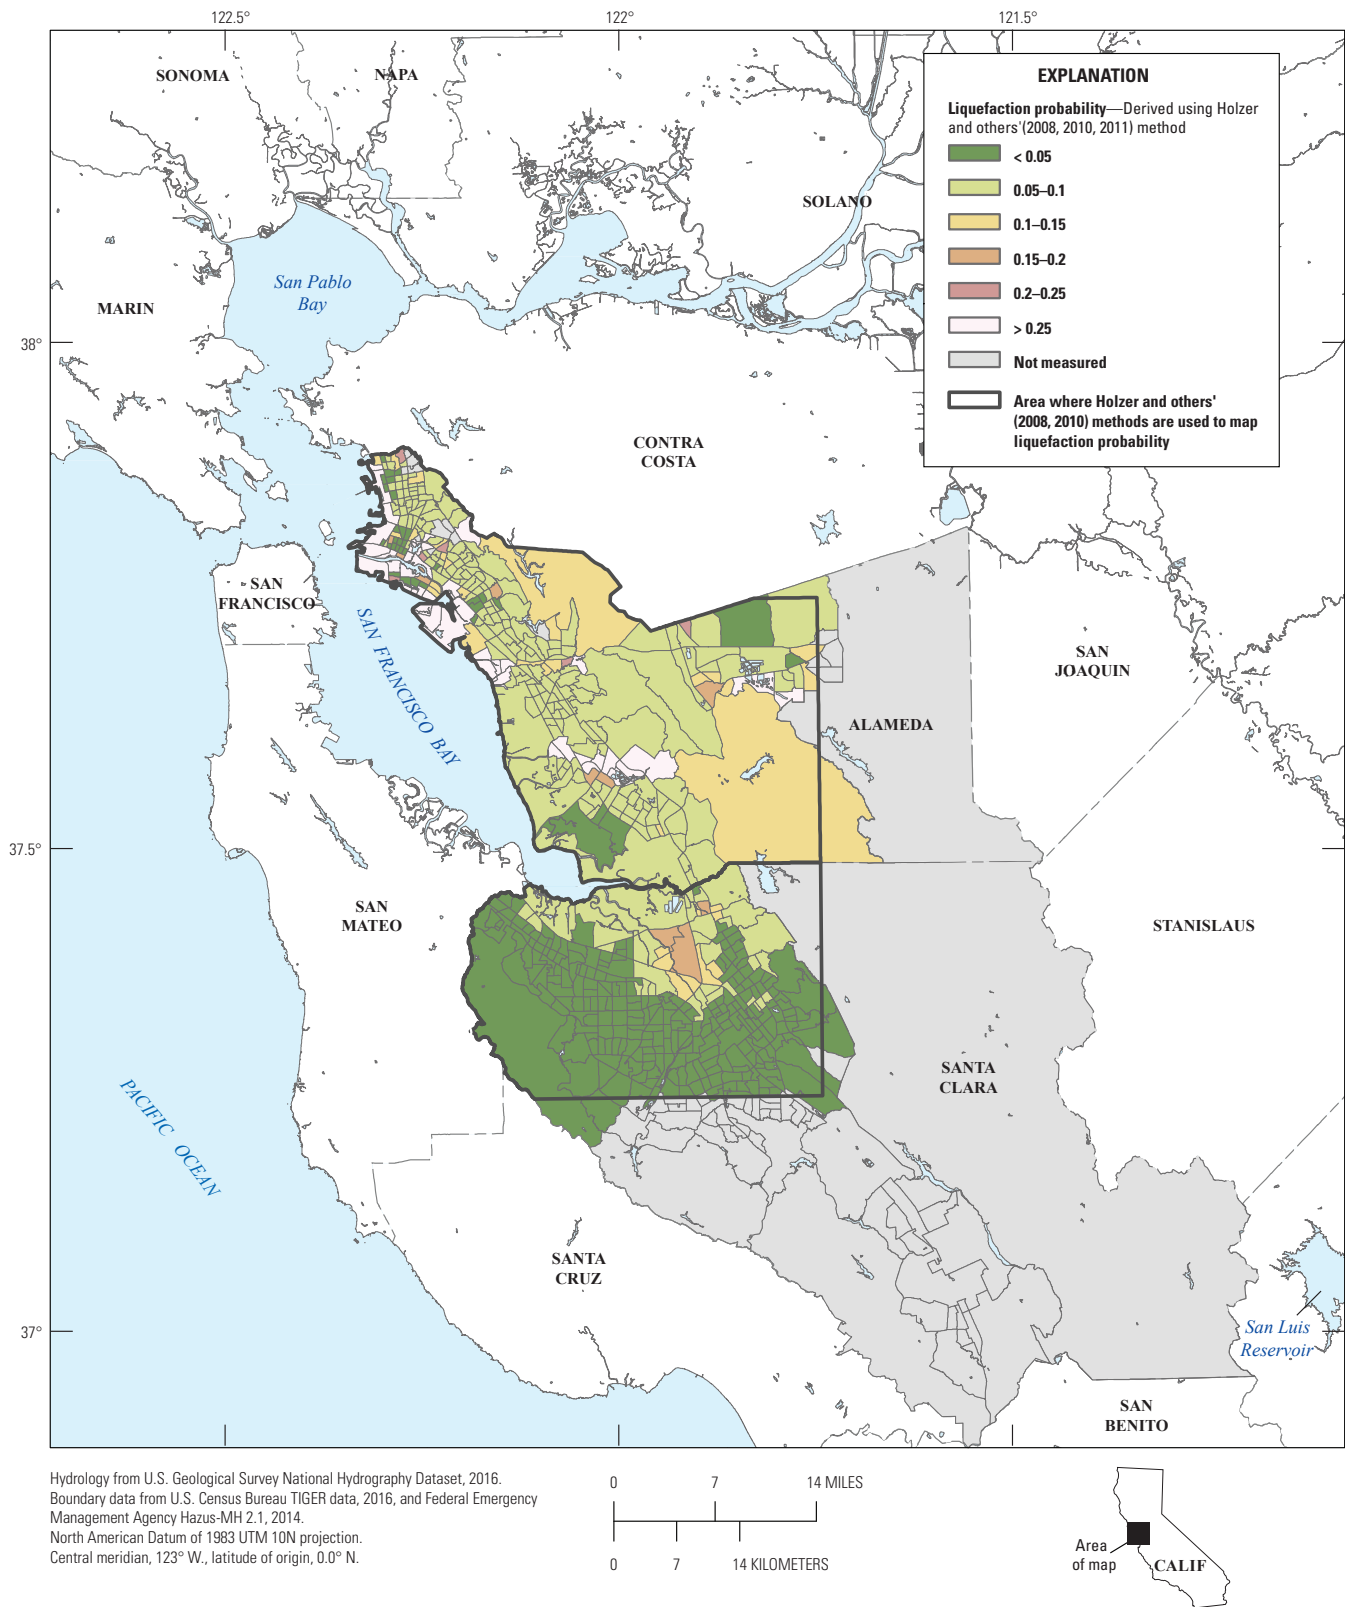 122.5°
122°
121.5°
SONOMA
NAPA
SOLANO
MARIN
San Pablo
Bay
38°
CONTRA
COSTA
EXPLANATION
Liquefaction probability—Derived using Holzer
and others'(2008, 2010, 2011) method
< 0.05
0.05–0.1
0.1–0.15
0.15–0.2
0.2–0.25
> 0.25
Not measured
Area where Holzer and others'
(2008, 2010) methods are used to map
liquefaction probability
SAN
FRANCISCO
SAN FRANCISCO BAY
SAN
JOAQUIN
ALAMEDA
37.5°
SAN
MATEO
STANISLAUS
SANTA
CLARA
PACIFIC OCEAN
SANTA
CRUZ
37°
San Luis
Reservoir
SAN
BENITO
Hydrology from U.S. Geological Survey National Hydrography Dataset, 2016.
Boundary data from U.S. Census Bureau TIGER data, 2016, and Federal Emergency
Management Agency Hazus-MH 2.1, 2014.
North American Datum of 1983 UTM 10N projection.
Central meridian, 123° W., latitude of origin, 0.0° N.
0 7 14 MILES
0 7 14 KILOMETERS
Area
of map
CALIF